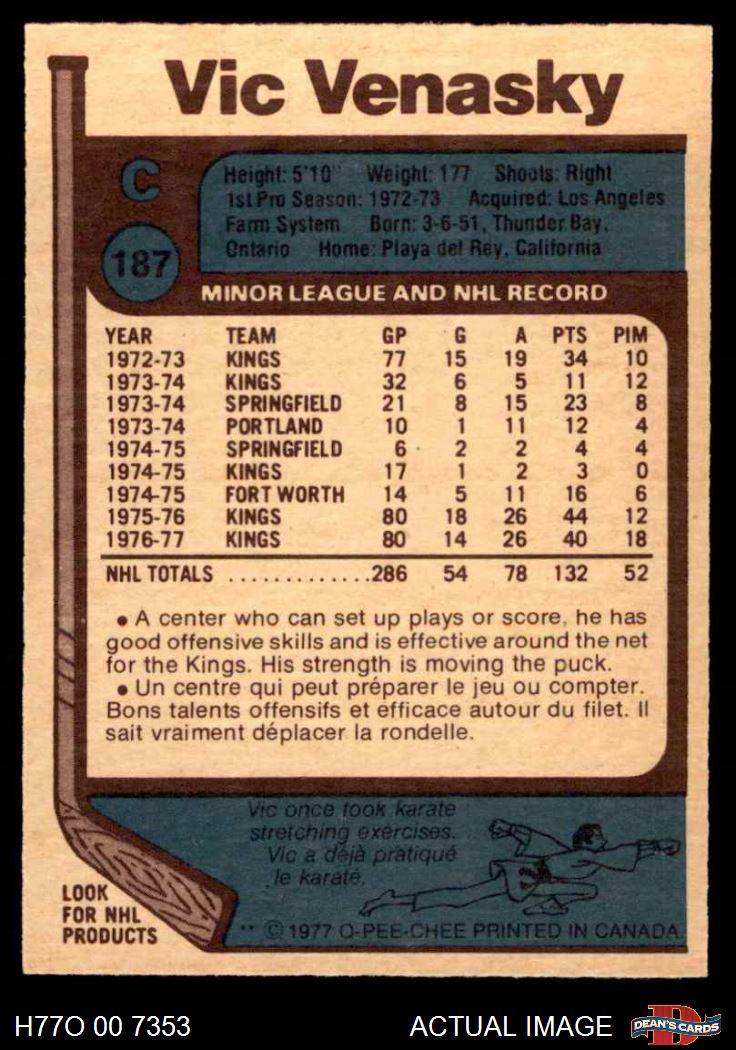 Vic Venasky
C
187
Height: 5'10" Weight: 177 Shoots: Right
1st Pro Season: 1972-73 Acquired: Los Angeles
Farm System Born: 3-6-51, Thunder Bay,
Ontario Home: Playa del Rey, California
MINOR LEAGUE AND NHL RECORD
YEAR TEAM GP G A PTS PIM
1972-73 KINGS 77 15 19 34 10
1973-74 KINGS 32 6 5 11 12
1973-74 SPRINGFIELD 21 8 15 23 8
1973-74 PORTLAND 10 1 11 12 4
1974-75 SPRINGFIELD 6 2 2 4 4
1974-75 KINGS 17 1 2 3 0
1974-75 FORT WORTH 14 5 11 16 6
1975-76 KINGS 80 18 26 44 12
1976-77 KINGS 80 14 26 40 18
NHL TOTALS .............286 54 78 132 52
• A center who can set up plays or score, he has
good offensive skills and is effective around the net
for the Kings. His strength is moving the puck.
• Un centre qui peut préparer le jeu ou compter.
Bons talents offensifs et efficace autour du filet. Il
sait vraiment déplacer la rondelle.
Vic once took karate
stretching exercises.
Vic a déjà pratiqué
le karaté.
LOOK
FOR NHL
PRODUCTS
** © 1977 O-PEE-CHEE PRINTED IN CANADA
H77O 00 7353 ACTUAL IMAGE
D
DEAN'S CARDS